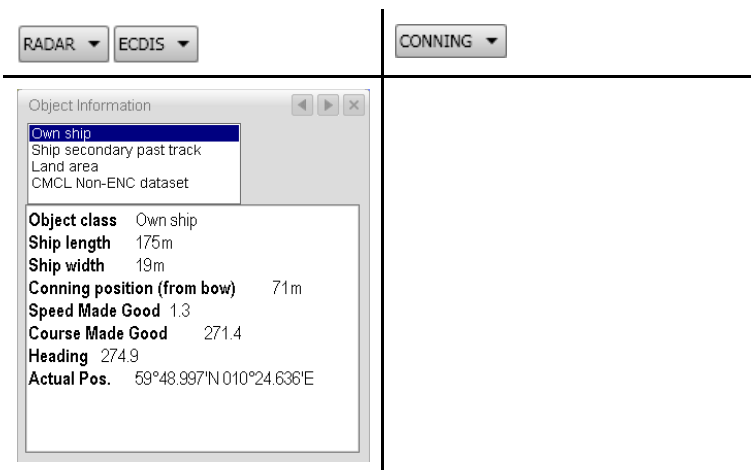 RADAR ECDIS CONNING
Object Information
Own ship
Ship secondary past track
Land area
CMCL Non-ENC dataset
Object class Own ship
Ship length 175m
Ship width 19m
Conning position (from bow) 71m
Speed Made Good 1.3
Course Made Good 271.4
Heading 274.9
Actual Pos. 59°48.997'N 010°24.636'E